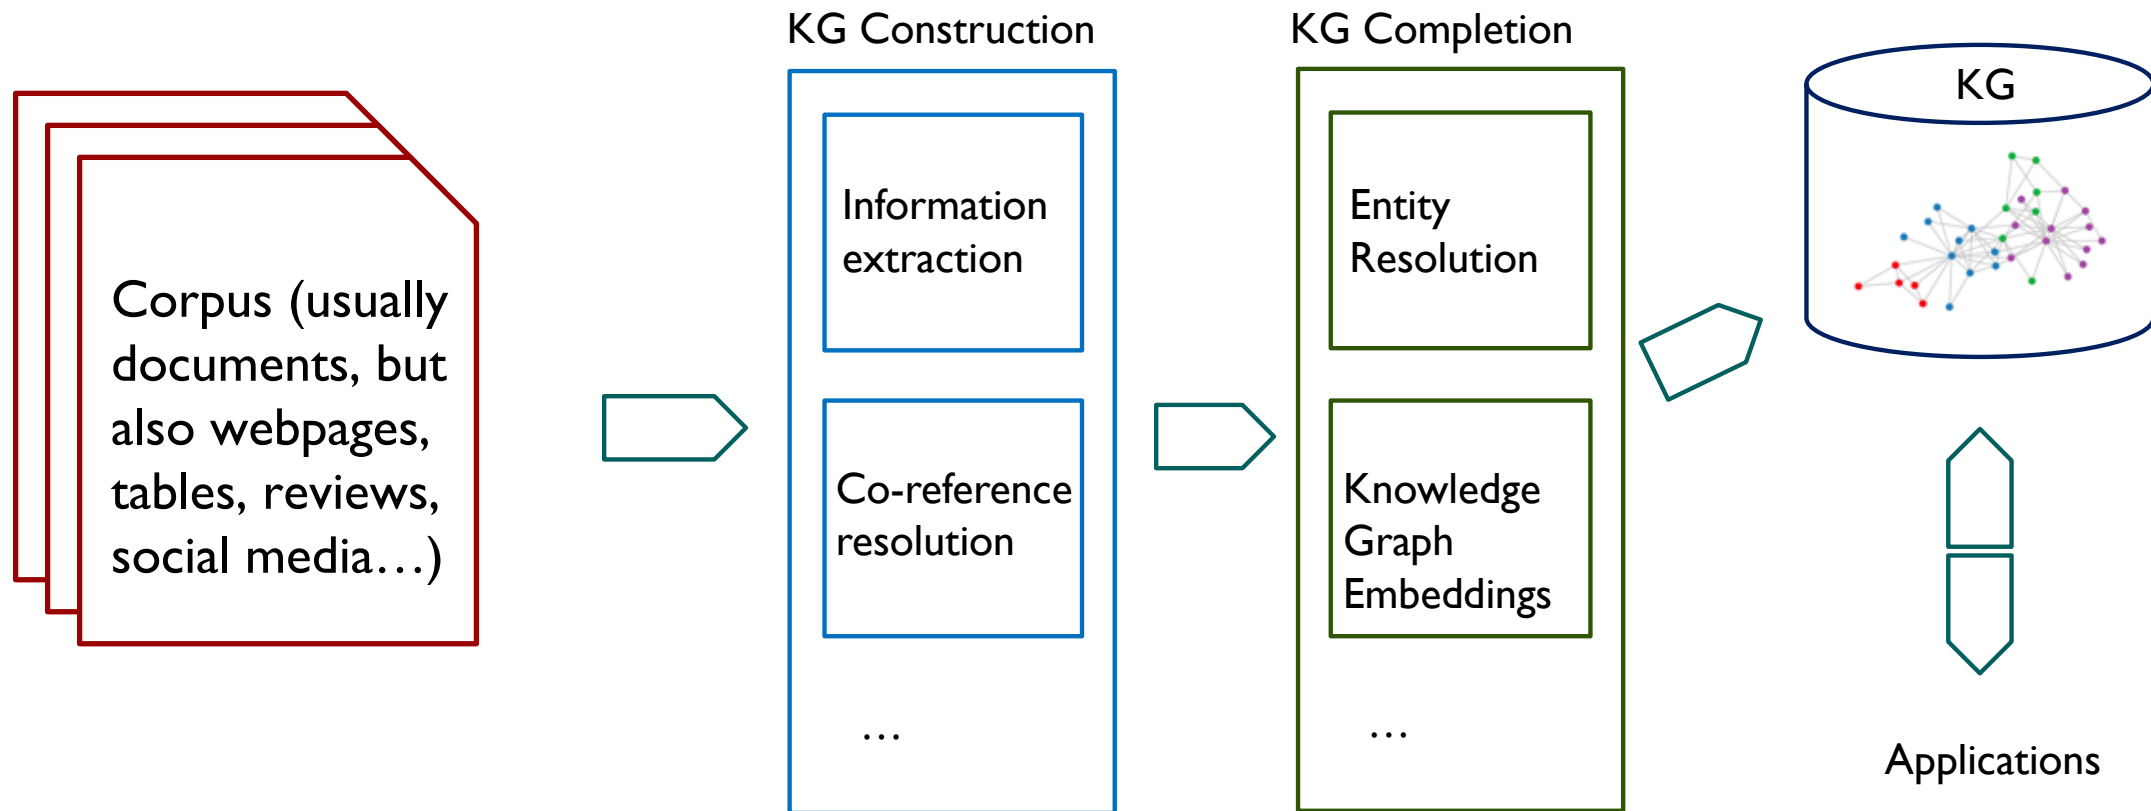 KG Construction
KG Completion
KG
Corpus (usually
documents, but
also webpages,
tables, reviews,
social media…)
Information
extraction
Co-reference
resolution
…
Entity
Resolution
Knowledge
Graph
Embeddings
…
Applications